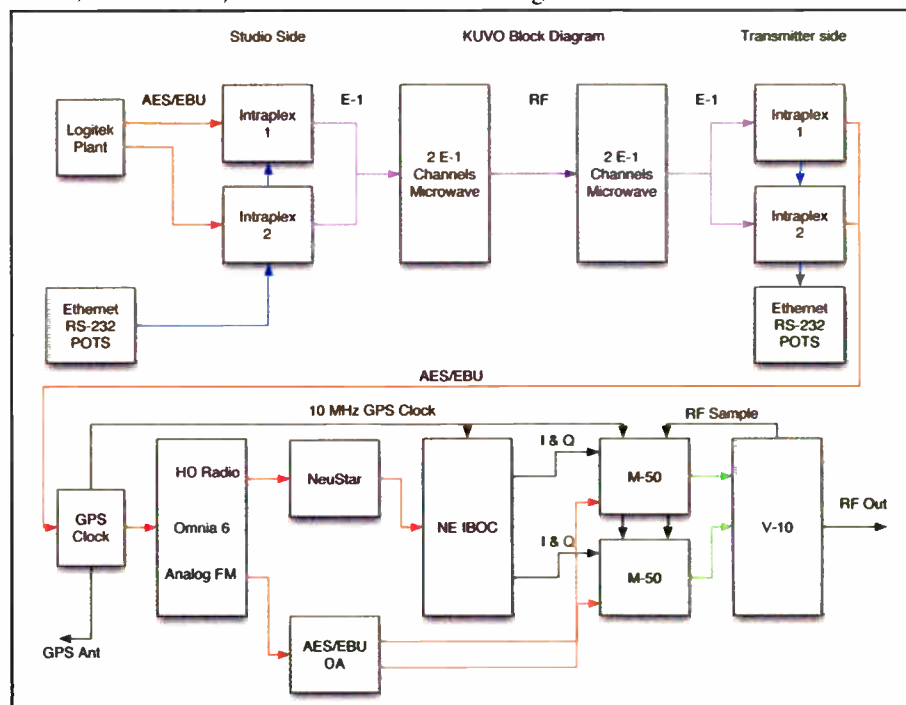 Studio Side
KUVO Block Diagram
Transmitter side
AES/EBU
E-1
RF
E-1
Logitek
Plant
Intraplex
1
2 E-1
Channels
Microwave
2 E-1
Channels
Microwave
Intraplex
1
Intraplex
2
Intraplex
2
Ethernet
RS-232
POTS
Ethernet
RS-232
POTS
AES/EBU
10 MHz GPS Clock
RF Sample
HO Radio
NeuStar
I & Q
M-50
GPS
Clock
Omnia 6
NE IBOC
V-10
RF Out
I & Q
Analog FM
M-50
GPS Ant
AES/EBU
OA